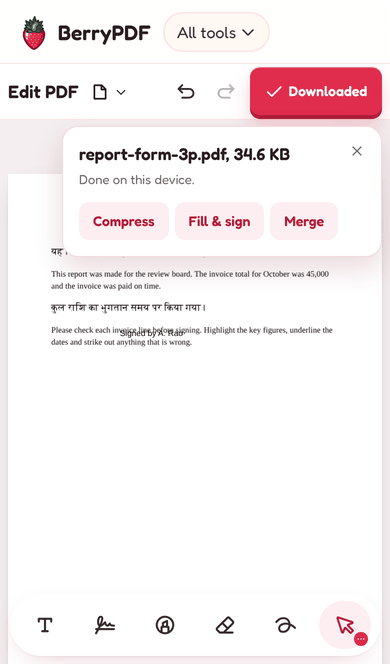 BerryPDF
All tools
Edit PDF
Downloaded
report-form-3p.pdf, 34.6 KB
Done on this device.
Compress
Fill & sign
Merge
यह
This report was made for the review board. The invoice total for October was 45,000
and the invoice was paid on time.
कुल राशि का भुगतान समय पर किया गया।
Please check each invoice line before signing. Highlight the key figures, underline the
Signed by A. Rao
dates and strike out anything that is wrong.